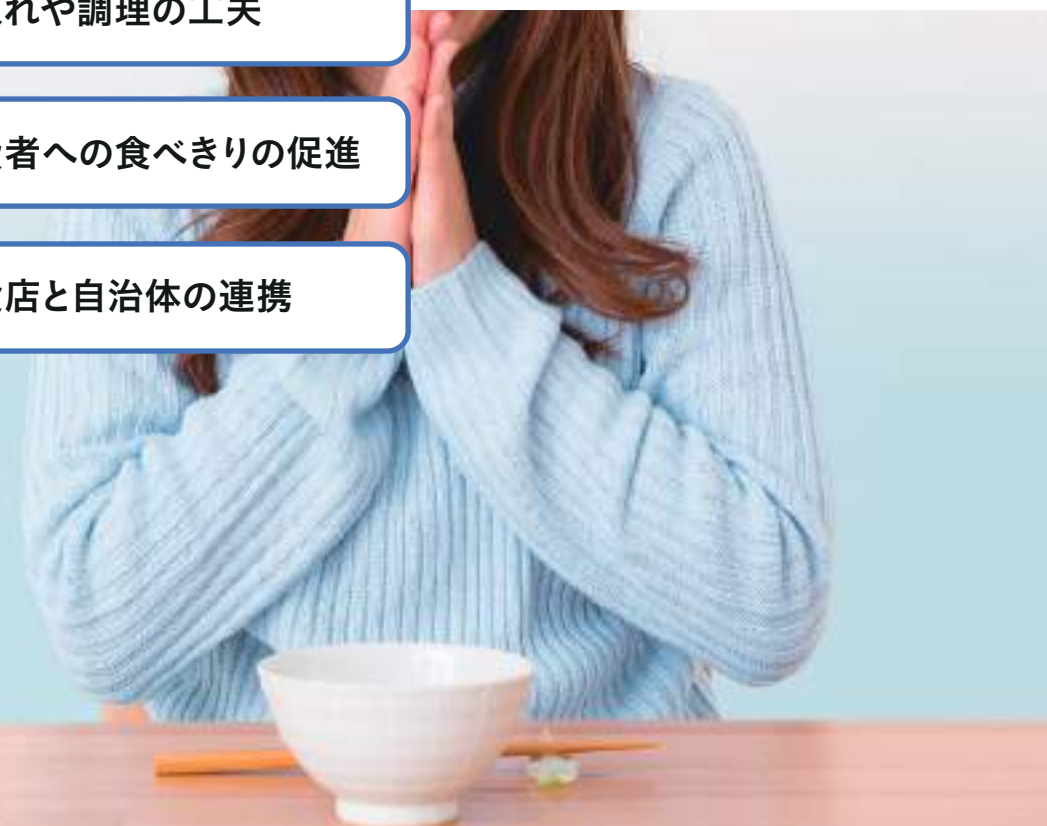 れや調理の工夫
者への食べきりの促進
店と自治体の連携